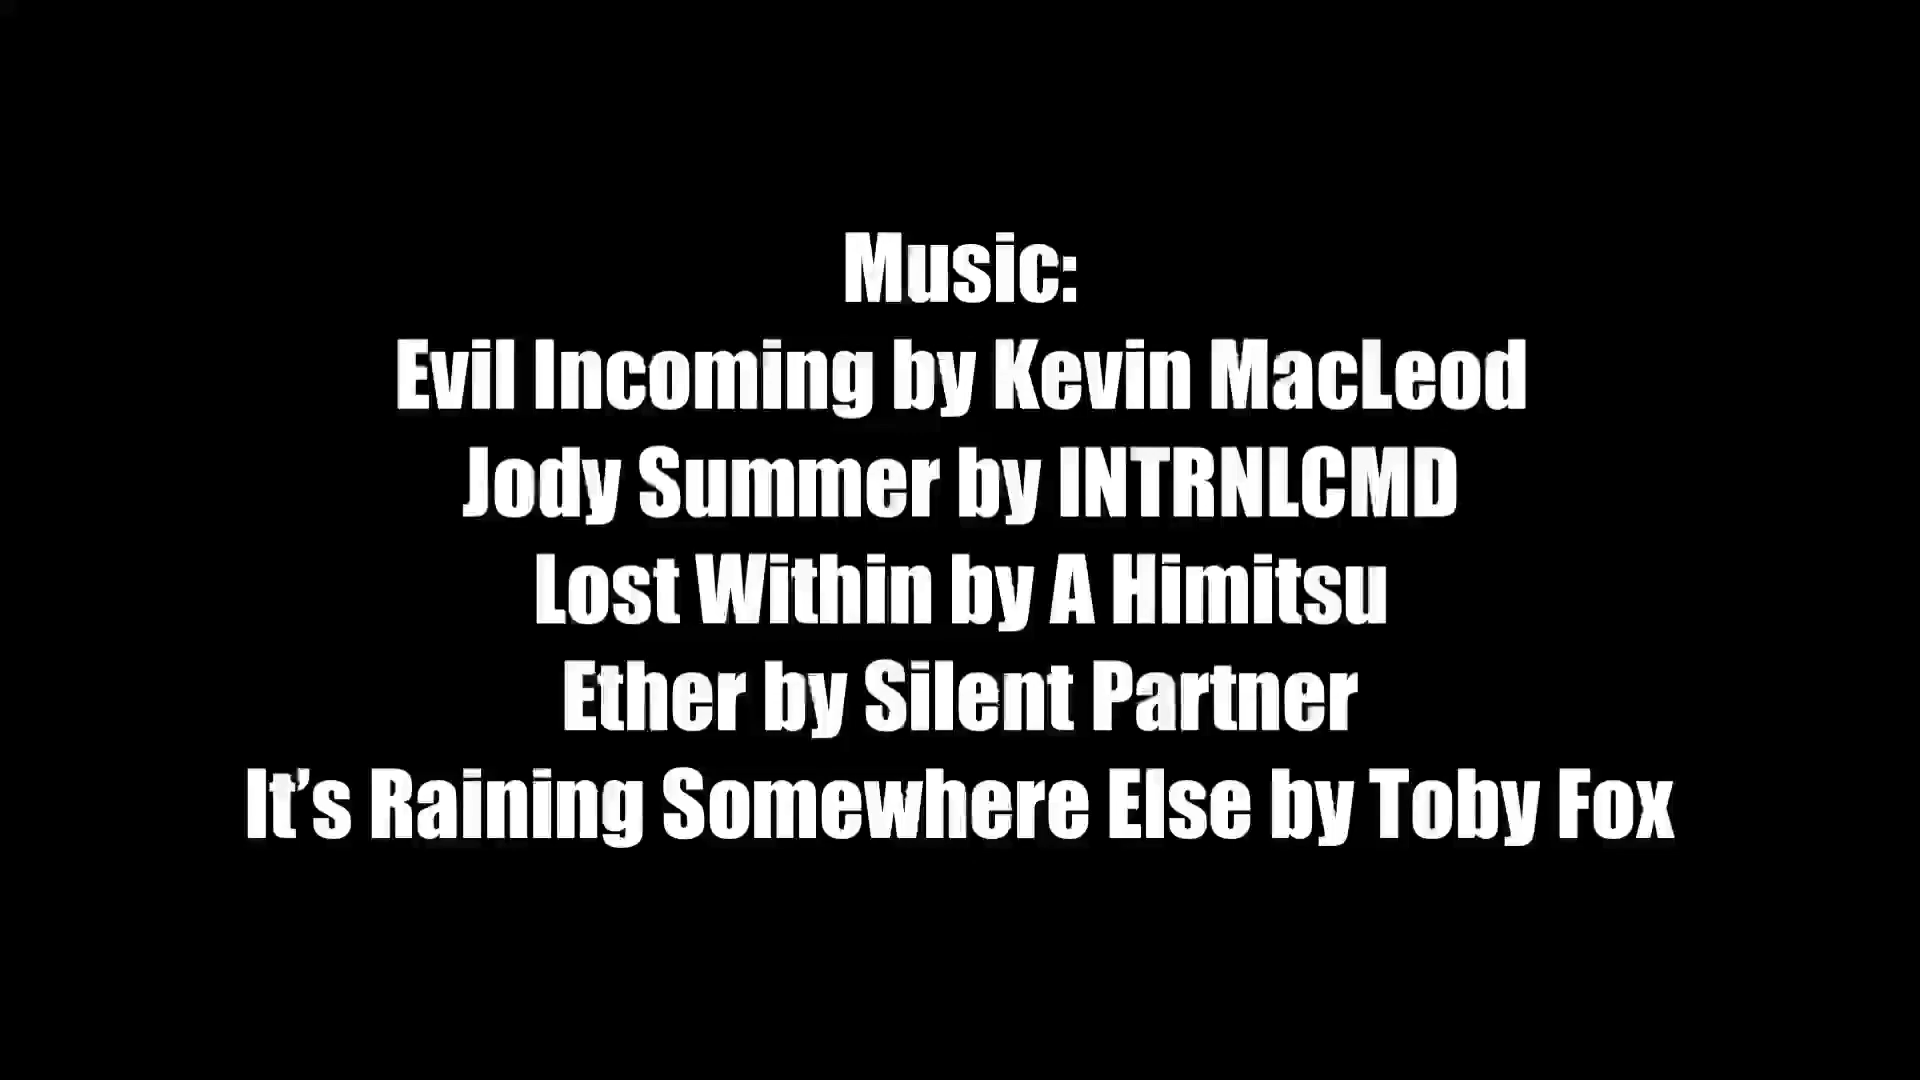 Music:
Evil Incoming by Kevin MacLeod
Jody Summer by INTRNLCMD
Lost Within by A Himitsu
Ether by Silent Partner
It’s Raining Somewhere Else by Toby Fox